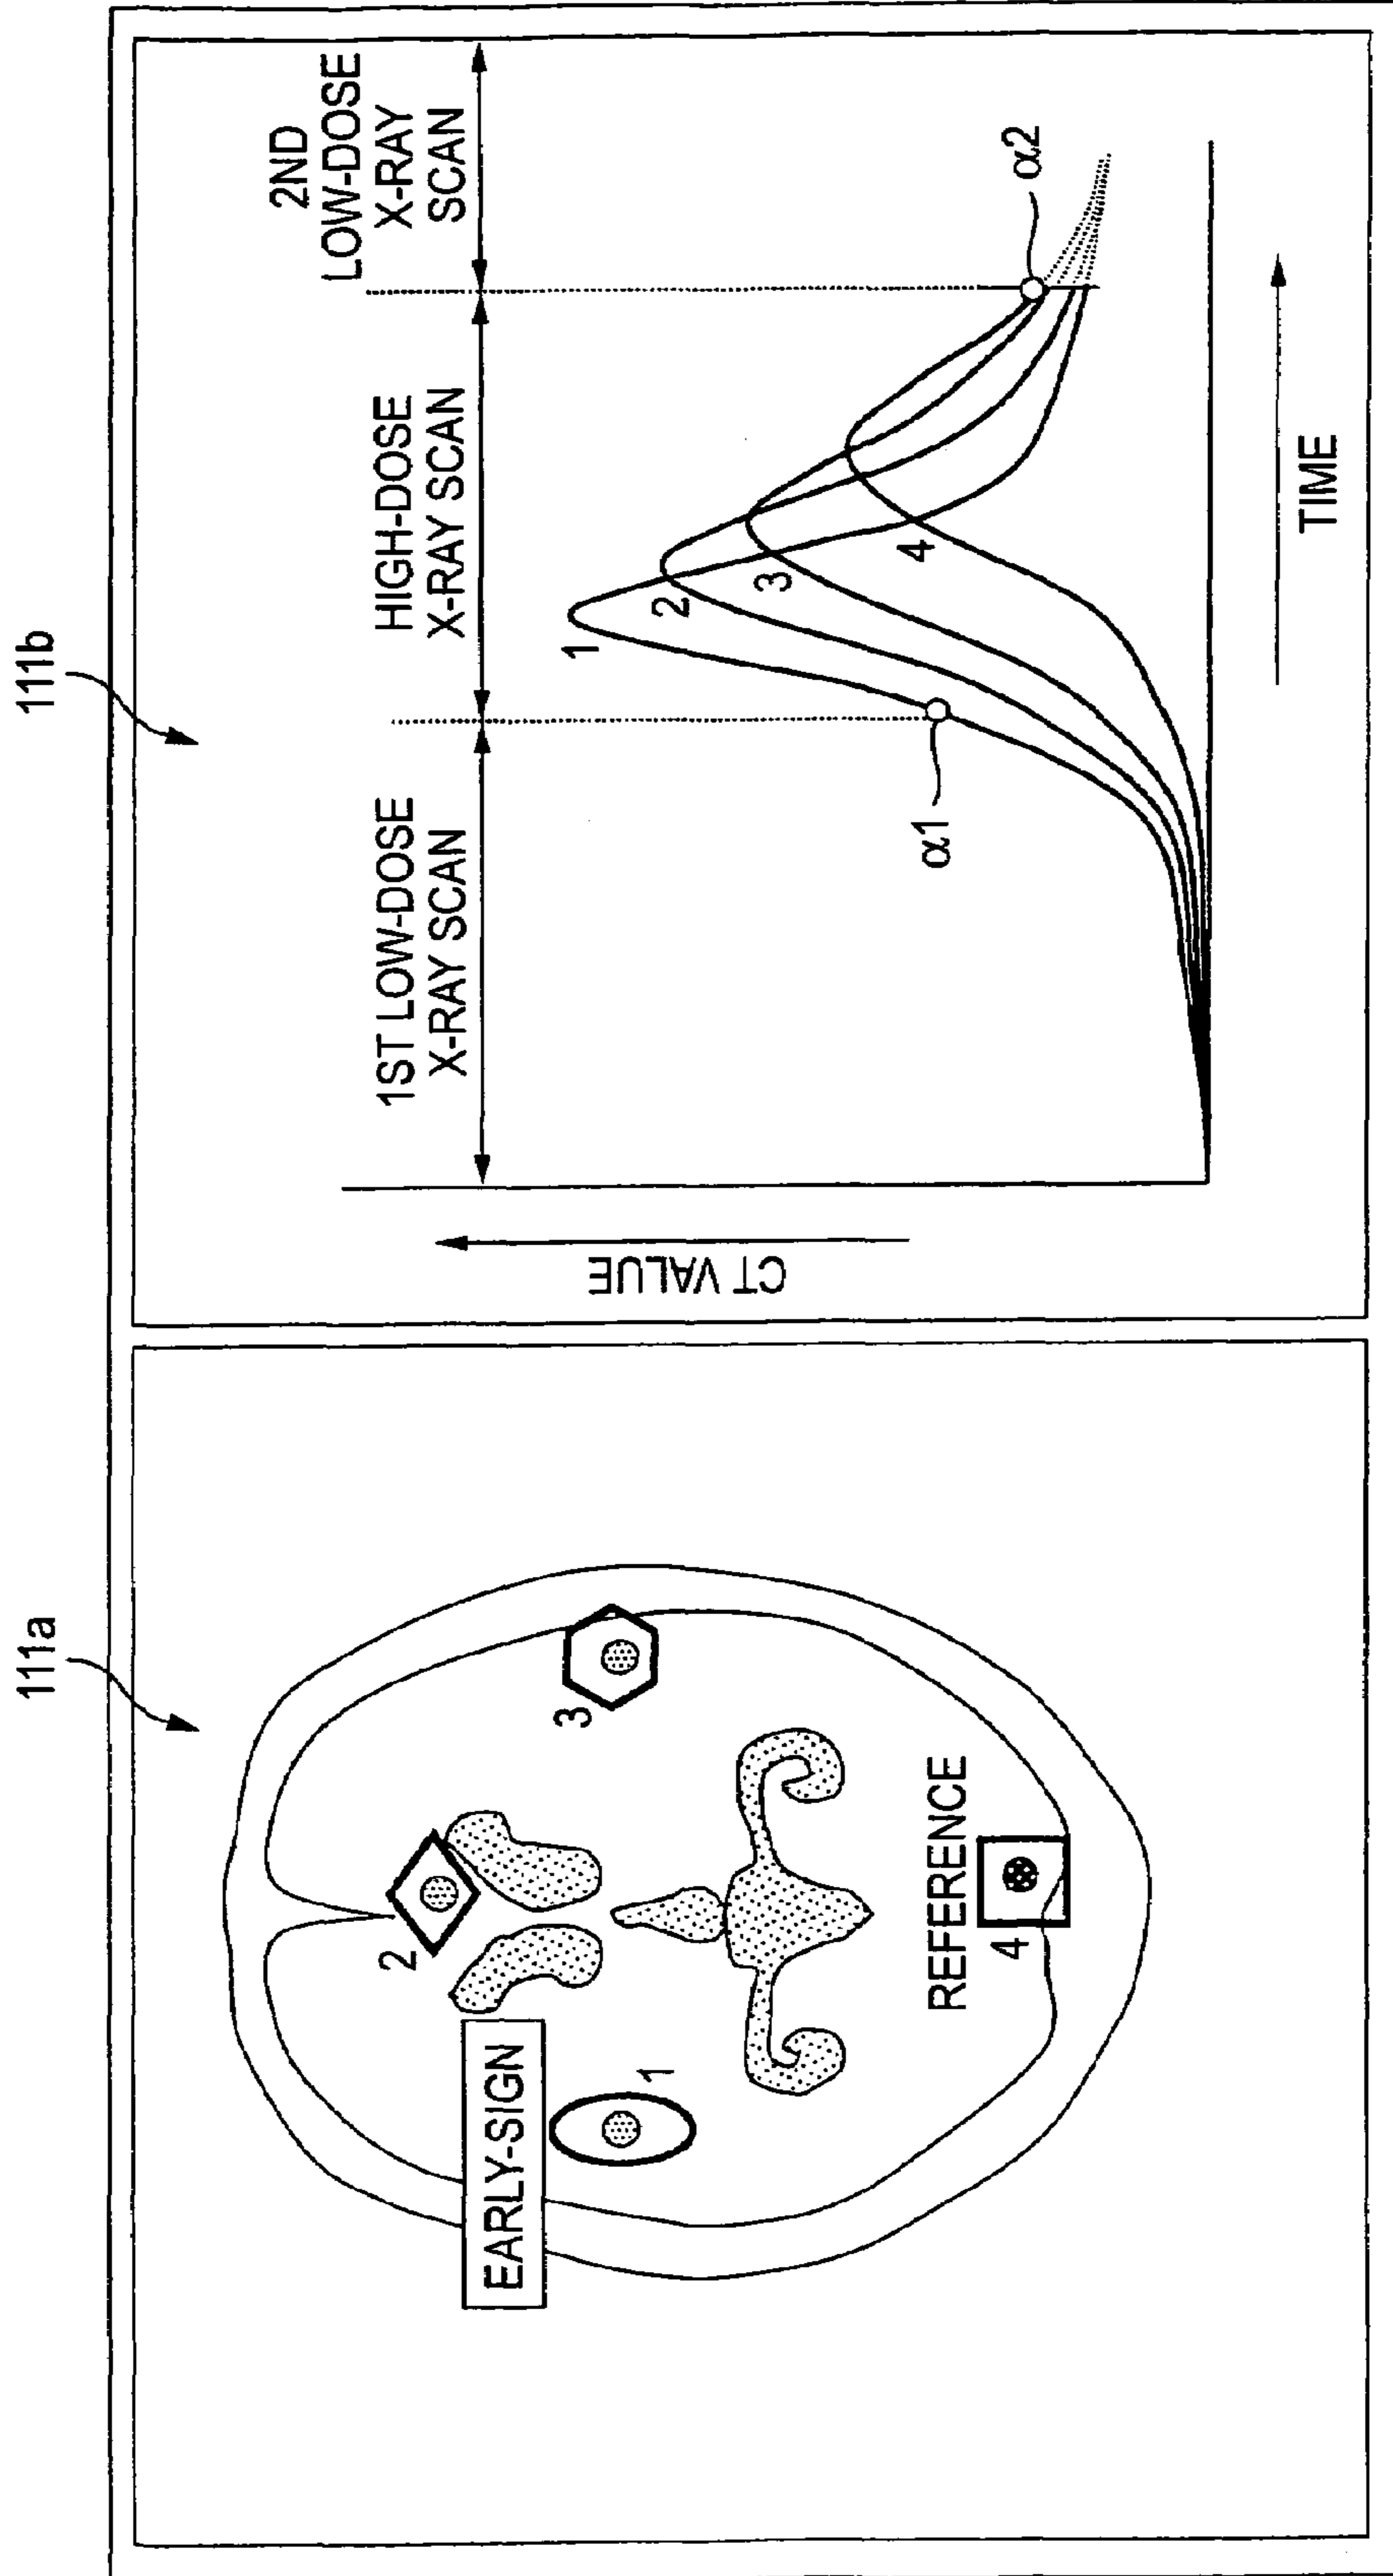 111a
111b
EARLY-SIGN
1
2
3
REFERENCE
4
CT VALUE
1ST LOW-DOSE
X-RAY SCAN
HIGH-DOSE
X-RAY SCAN
2ND
LOW-DOSE
X-RAY
SCAN
1
2
3
4
α1
α2
TIME